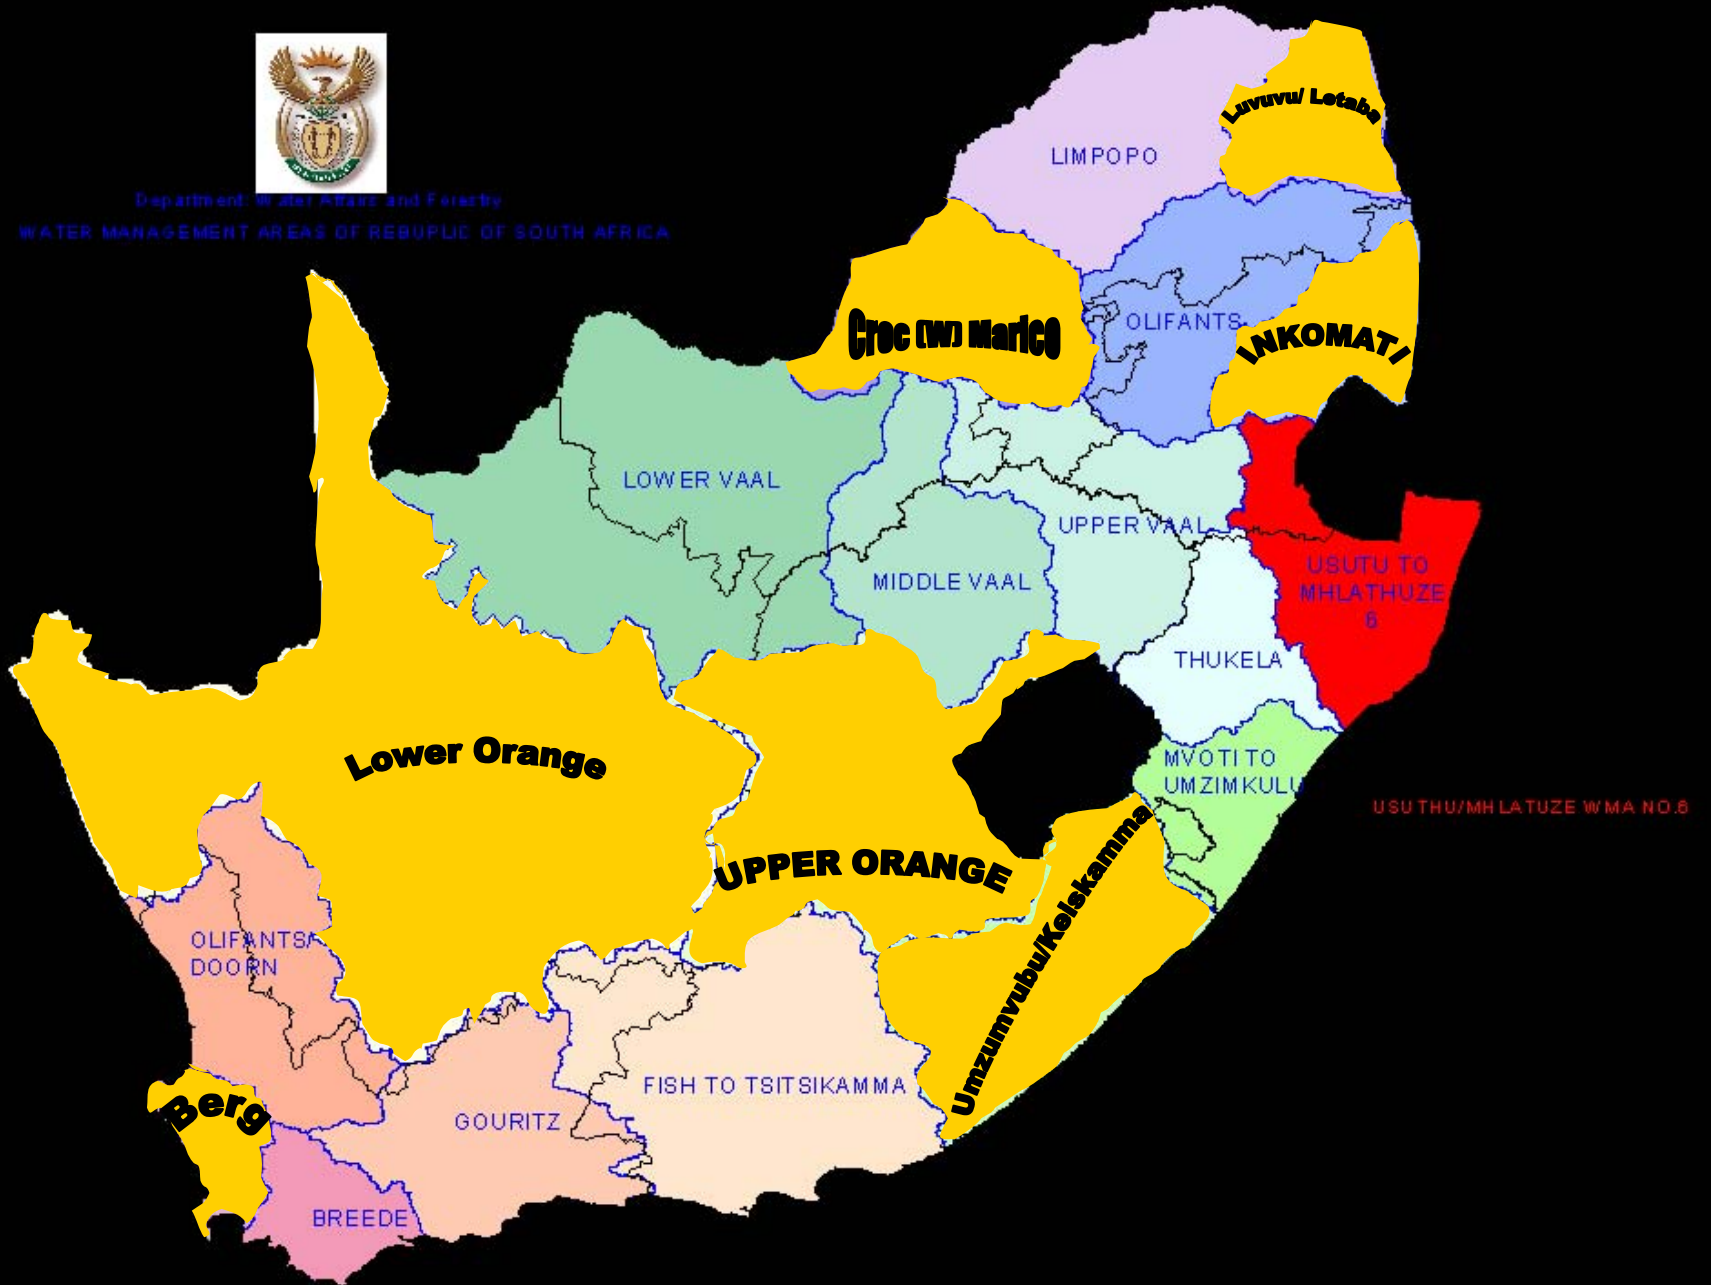 Department: Water Affairs and Forestry
WATER MANAGEMENT AREAS OF REBUPLIC OF SOUTH AFRICA
Luvuvu/ Letaba
LIMPOPO
Croc (W) Marico
OLIFANTS
INKOMATI
LOWER VAAL
UPPER VAAL
MIDDLE VAAL
USUTU TO
MHLATHUZE
6
THUKELA
Lower Orange
MVOTI TO
UMZIMKULU
USUTHU/MHLATUZE WMA NO.6
UPPER ORANGE
Umzumvubu/Keiskamma
OLIFANTS/
DOORN
FISH TO TSITSIKAMMA
Berg
GOURITZ
BREEDE